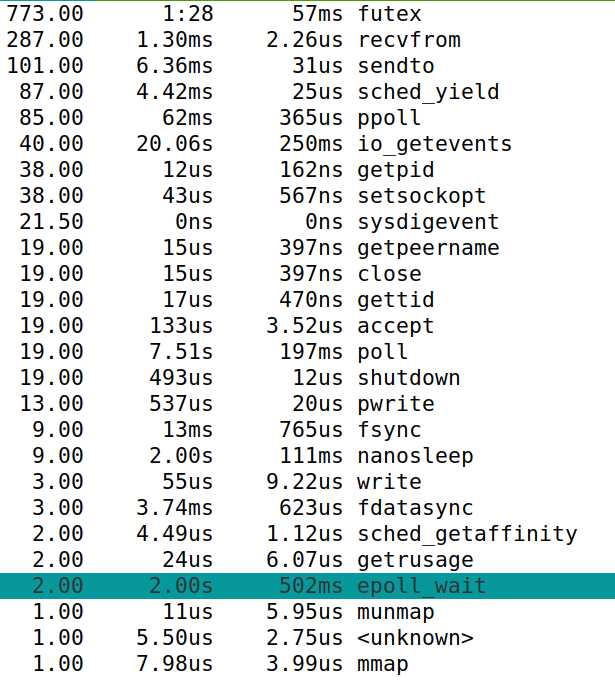 773.00 1:28 57ms futex
287.00 1.30ms 2.26us recvfrom
101.00 6.36ms 31us sendto
87.00 4.42ms 25us sched_yield
85.00 62ms 365us ppoll
40.00 20.06s 250ms io_getevents
38.00 12us 162ns getpid
38.00 43us 567ns setsockopt
21.50 0ns 0ns sysdigevent
19.00 15us 397ns getpeername
19.00 15us 397ns close
19.00 17us 470ns gettid
19.00 133us 3.52us accept
19.00 7.51s 197ms poll
19.00 493us 12us shutdown
13.00 537us 20us pwrite
9.00 13ms 765us fsync
9.00 2.00s 111ms nanosleep
3.00 55us 9.22us write
3.00 3.74ms 623us fdatasync
2.00 4.49us 1.12us sched_getaffinity
2.00 24us 6.07us getrusage
2.00 2.00s 502ms epoll_wait
1.00 11us 5.95us munmap
1.00 5.50us 2.75us <unknown>
1.00 7.98us 3.99us mmap